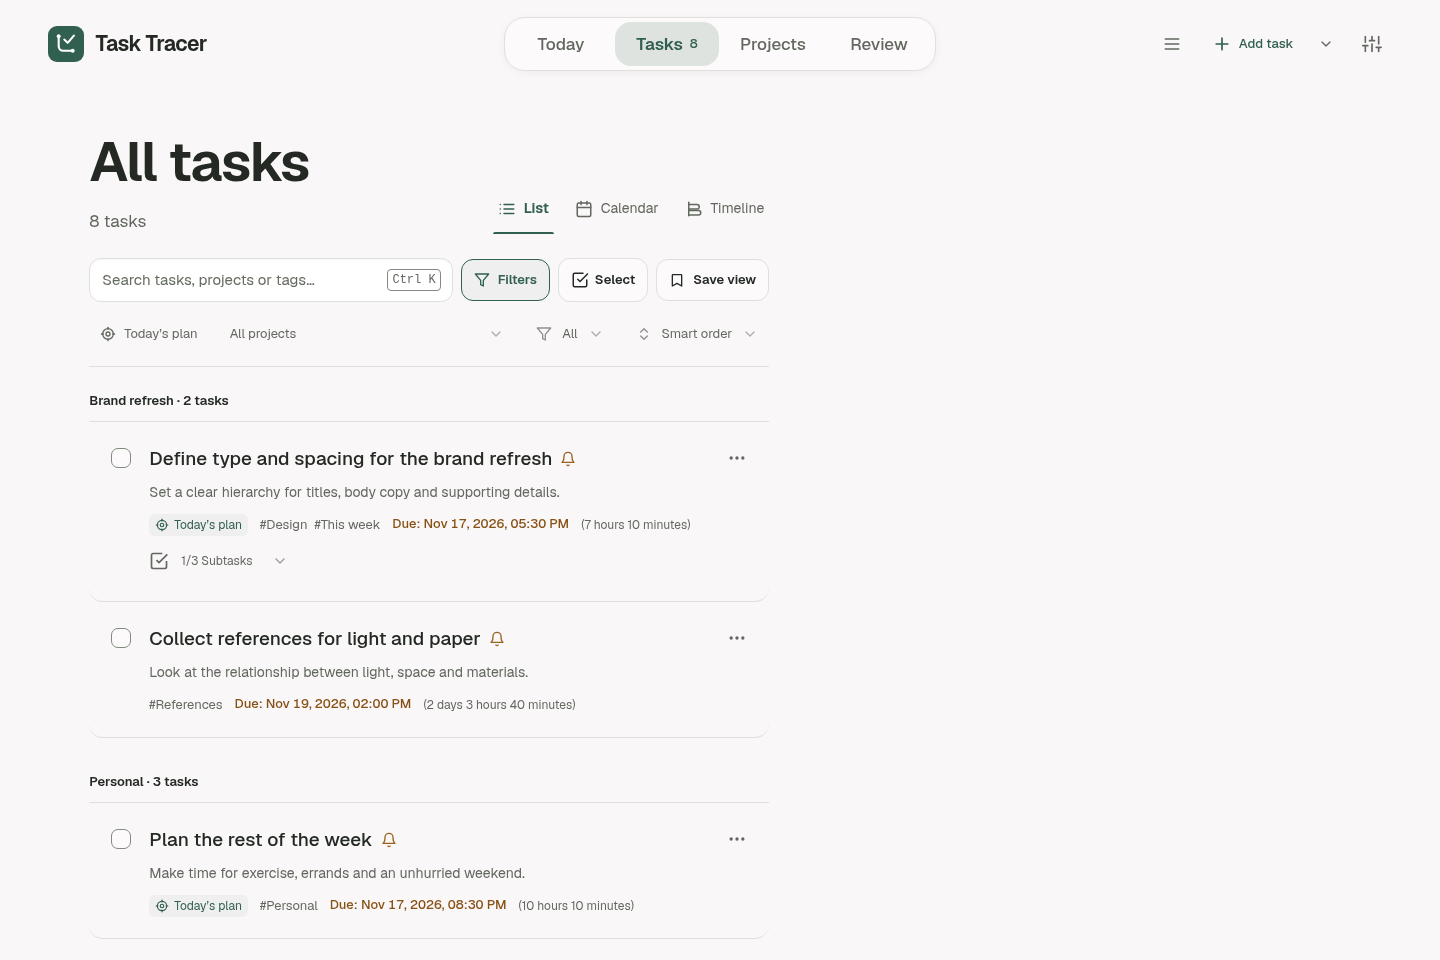 Task Tracer
Today
Tasks 8
Projects
Review
Add task
All tasks
8 tasks
List
Calendar
Timeline
Search tasks, projects or tags...
Ctrl K
Filters
Select
Save view
Today's plan
All projects
All
Smart order
Brand refresh · 2 tasks
Define type and spacing for the brand refresh
Set a clear hierarchy for titles, body copy and supporting details.
Today's plan #Design #This week Due: Nov 17, 2026, 05:30 PM (7 hours 10 minutes)
1/3 Subtasks
Collect references for light and paper
Look at the relationship between light, space and materials.
#References Due: Nov 19, 2026, 02:00 PM (2 days 3 hours 40 minutes)
Personal · 3 tasks
Plan the rest of the week
Make time for exercise, errands and an unhurried weekend.
Today's plan #Personal Due: Nov 17, 2026, 08:30 PM (10 hours 10 minutes)